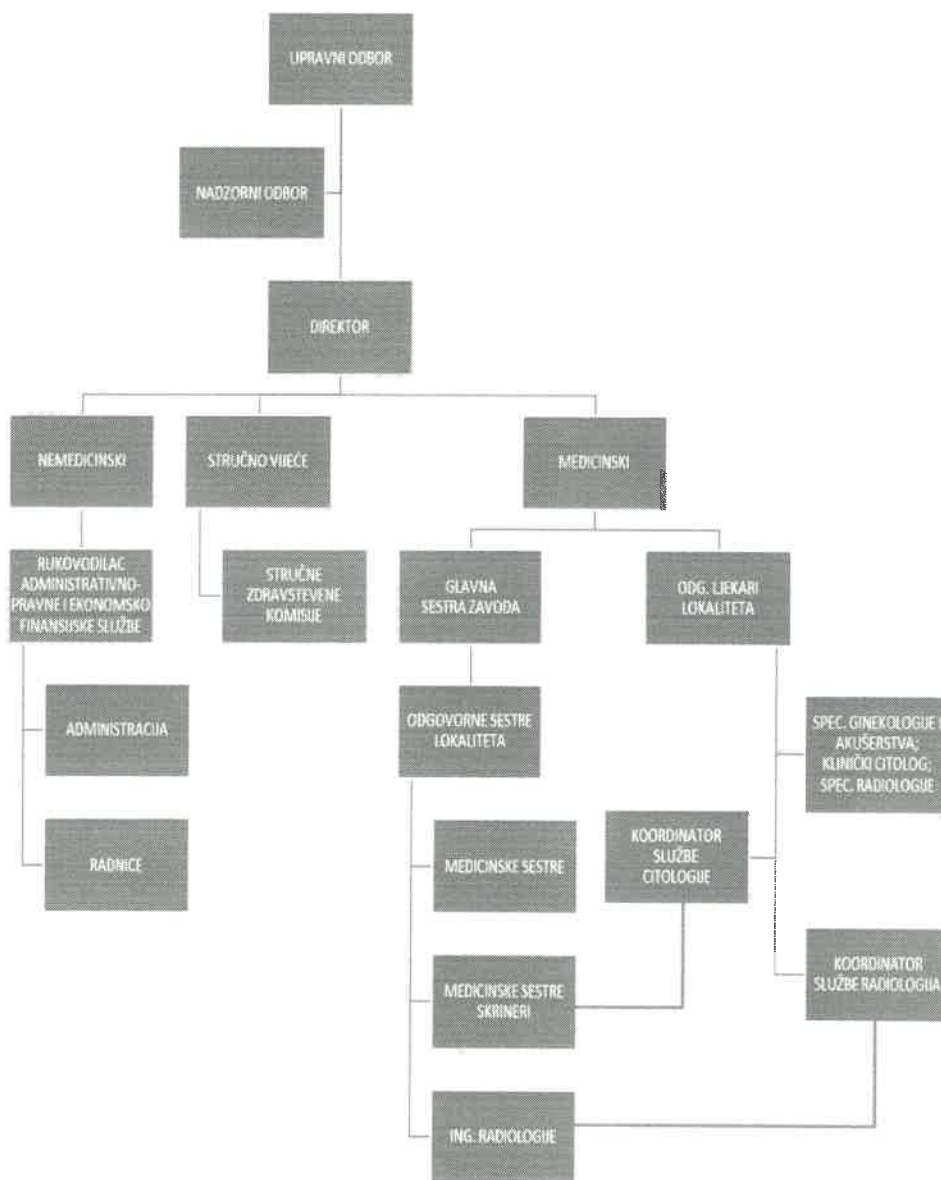 UPRAVNI ODBOR
NADZORNI ODBOR
DIREKTOR
NEMEDICINSKI
STRUČNO VIJEĆE
MEDICINSKI
RUKOVODILAC
ADMINISTRATIVNO-
PRAVNE I EKONOMSKO
FINANSIJSKE SLUŽBE
STRUČNE
ZDRAVSTEVENE
KOMISIJE
GLAVNA
SESTRA ZAVODA
ODG. LJEKARI
LOKALITETA
ADMINISTRACIJA
ODGOVORNE SESTRE
LOKALITETA
SPEC. GINEKOLOGIJE I
AKUŠERSTVA;
KLINIČKI CITOLOG;
SPEC. RADIOLOGIJE
RADNICE
MEDICINSKE SESTRE
KOORDINATOR
SLUŽBE
CITOLOGIJE
MEDICINSKE SESTRE
SKRINERI
KOORDINATOR
SLUŽBE RADIOLOGIJA
ING. RADIOLOGIJE